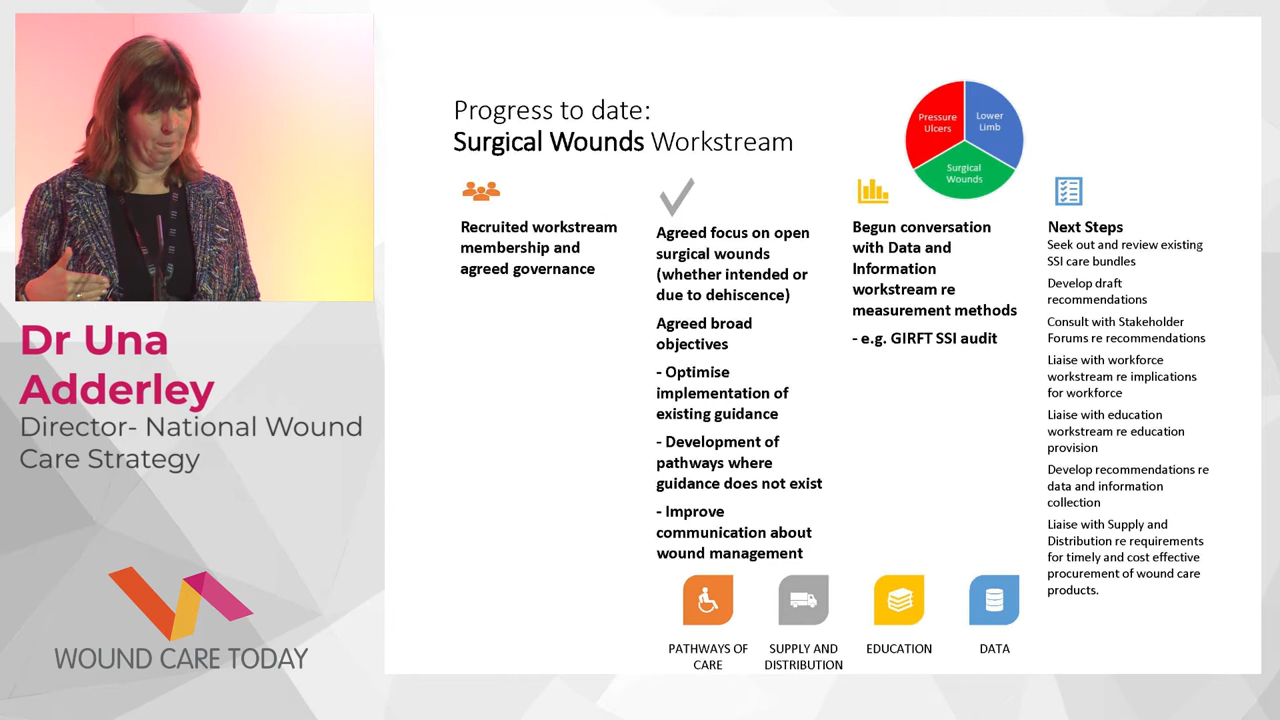 Dr Una
Adderley
Director- National Wound
Care Strategy
WOUND CARE TODAY
Progress to date:
Surgical Wounds Workstream
Pressure
Ulcers
Lower
Limb
Surgical
Wounds
Recruited workstream
membership and
agreed governance
Agreed focus on open
surgical wounds
(whether intended or
due to dehiscence)
Agreed broad
objectives
- Optimise
implementation of
existing guidance
- Development of
pathways where
guidance does not exist
- Improve
communication about
wound management
Begun conversation
with Data and
Information
workstream re
measurement methods
- e.g. GIRFT SSI audit
Next Steps
Seek out and review existing
SSI care bundles
Develop draft
recommendations
Consult with Stakeholder
Forums re recommendations
Liaise with workforce
workstream re implications
for workforce
Liaise with education
workstream re education
provision
Develop recommendations re
data and information
collection
Liaise with Supply and
Distribution re requirements
for timely and cost effective
procurement of wound care
products.
PATHWAYS OF
CARE
SUPPLY AND
DISTRIBUTION
EDUCATION
DATA